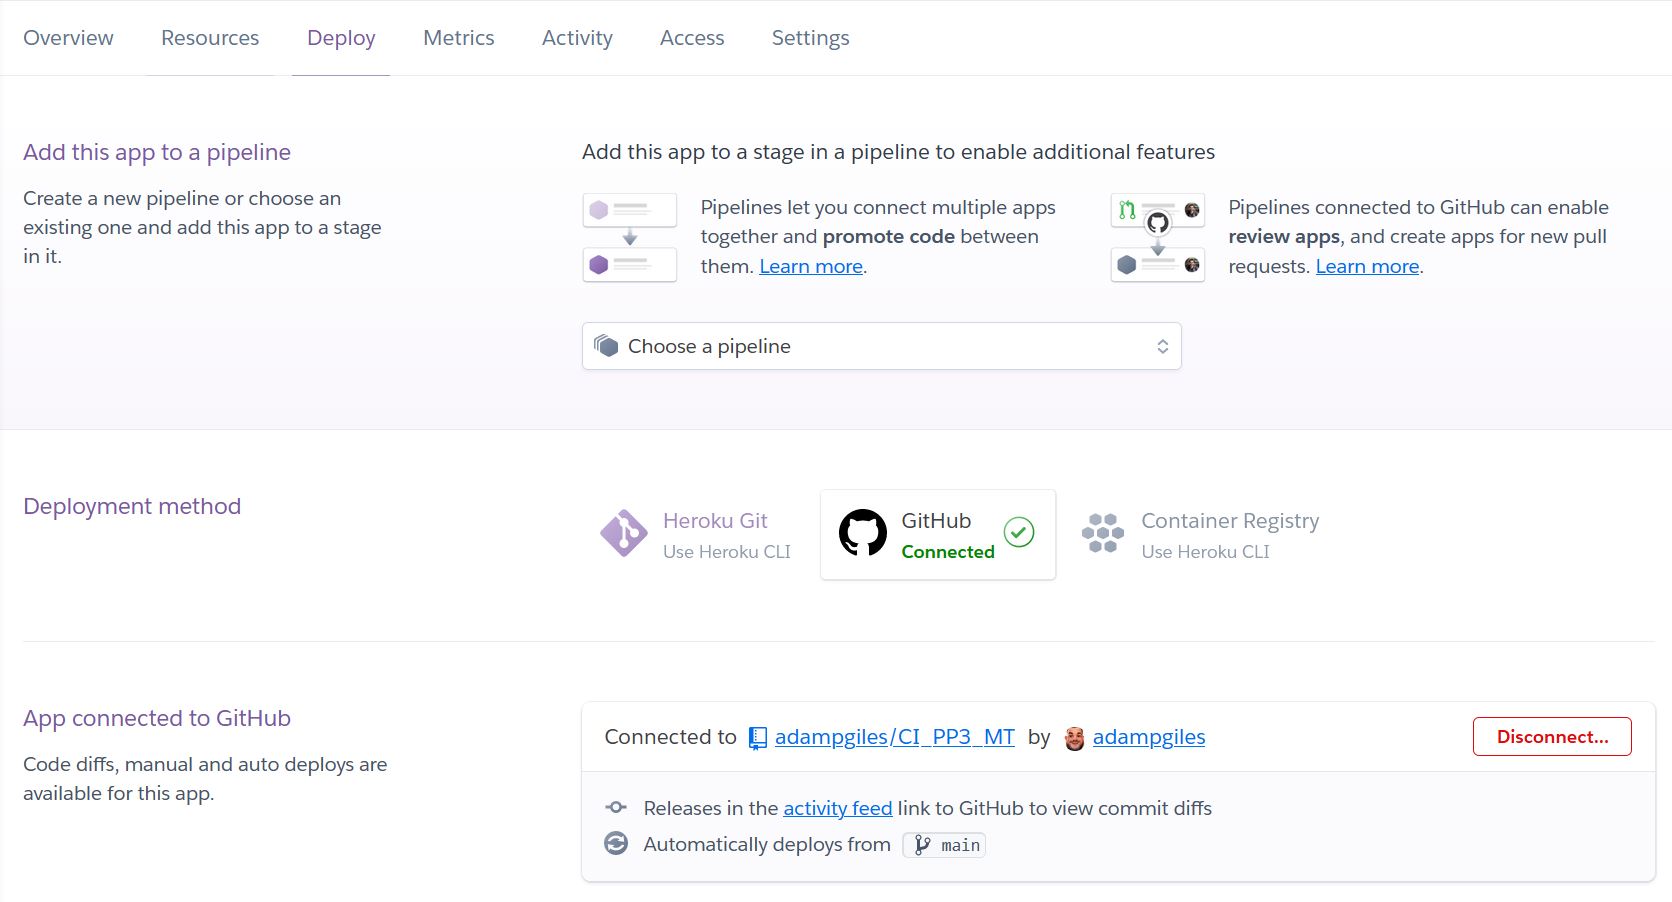 Overview Resources Deploy Metrics Activity Access Settings
Add this app to a pipeline
Create a new pipeline or choose an
existing one and add this app to a stage
in it.
Add this app to a stage in a pipeline to enable additional features
Pipelines let you connect multiple apps
together and promote code between
them. Learn more.
Pipelines connected to GitHub can enable
review apps, and create apps for new pull
requests. Learn more.
Choose a pipeline
Deployment method
Heroku Git
Use Heroku CLI
GitHub
Connected
Container Registry
Use Heroku CLI
App connected to GitHub
Code diffs, manual and auto deploys are
available for this app.
Connected to adampgiles/CI_PP3_MT by adampgiles
Disconnect...
Releases in the activity feed link to GitHub to view commit diffs
Automatically deploys from main